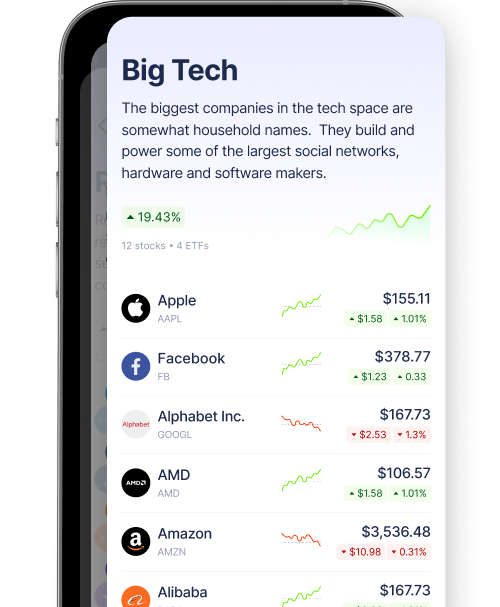 Big Tech
The biggest companies in the tech space are
somewhat household names.  They build and
power some of the largest social networks,
hardware and software makers.
19.43%
12 stocks • 4 ETFs
Apple
$155.11
AAPL
$1.58 1.01%
Facebook
$378.77
FB
$1.23 0.33
Alphabet
Alphabet Inc.
$167.73
GOOGL
$2.53 1.3%
AMD
AMD
$106.57
AMD
$1.58 1.01%
Amazon
$3,536.48
AMZN
$10.98 0.31%
Alibaba
$167.73